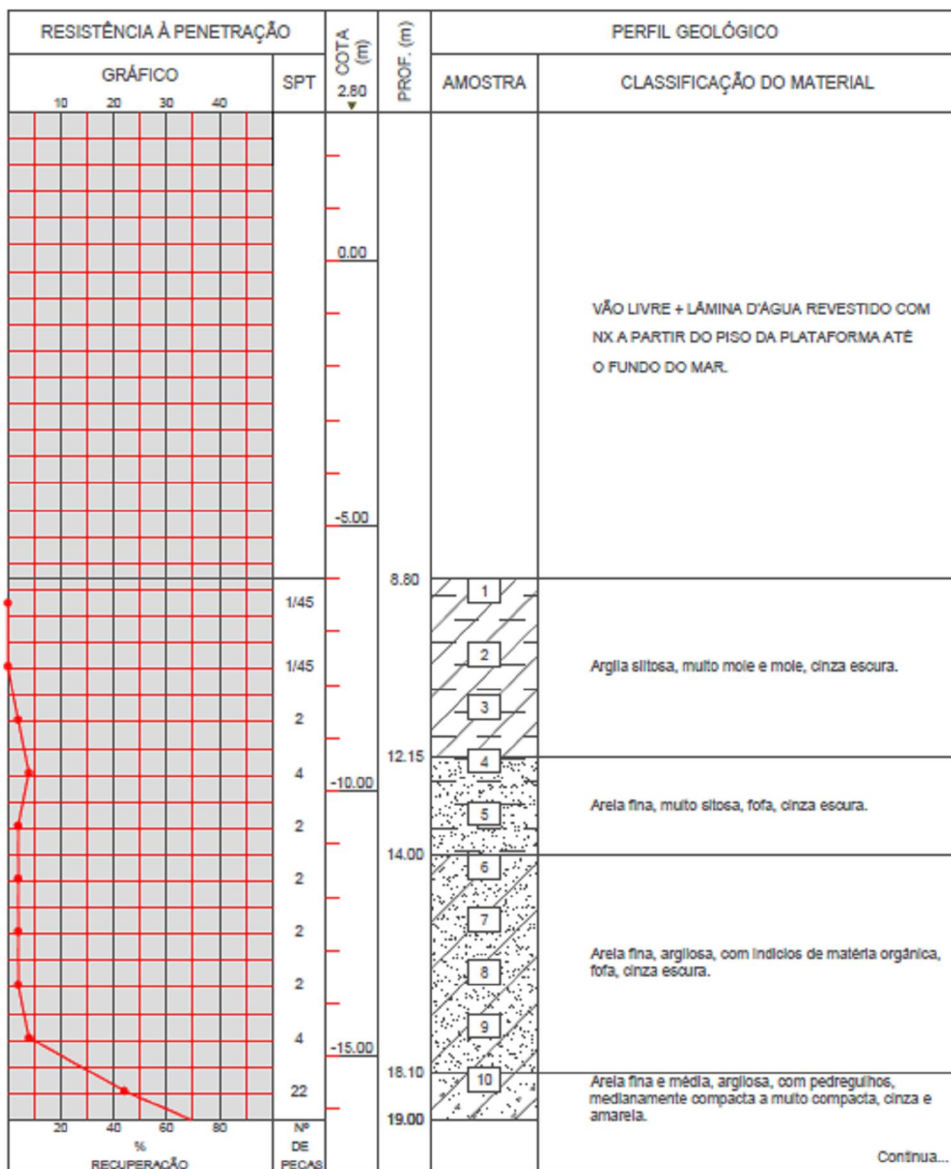 RESISTÊNCIA À PENETRAÇÃO
COTA (m)
2.80
PROF. (m)
PERFIL GEOLÓGICO
GRÁFICO
SPT
AMOSTRA
CLASSIFICAÇÃO DO MATERIAL
10 20 30 40
0.00
VÃO LIVRE + LÂMINA D'ÁGUA REVESTIDO COM
NX A PARTIR DO PISO DA PLATAFORMA ATÉ
O FUNDO DO MAR.
-5.00
8.80
1/45
1
1/45
2
Argila siltosa, muito mole e mole, cinza escura.
2
3
12.15
4
4
-10.00
2
5
Areia fina, muito sitosa, fofa, cinza escura.
14.00
2
6
2
7
Areia fina, argilosa, com indícios de matéria orgânica,
fofa, cinza escura.
2
8
4
9
-15.00
18.10
22
10
Areia fina e média, argilosa, com pedregulhos,
medianamente compacta a muito compacta, cinza e
amarela.
19.00
20 40 60 80
%
RECUPERAÇÃO
Nº
DE
PEÇAS
Continua...